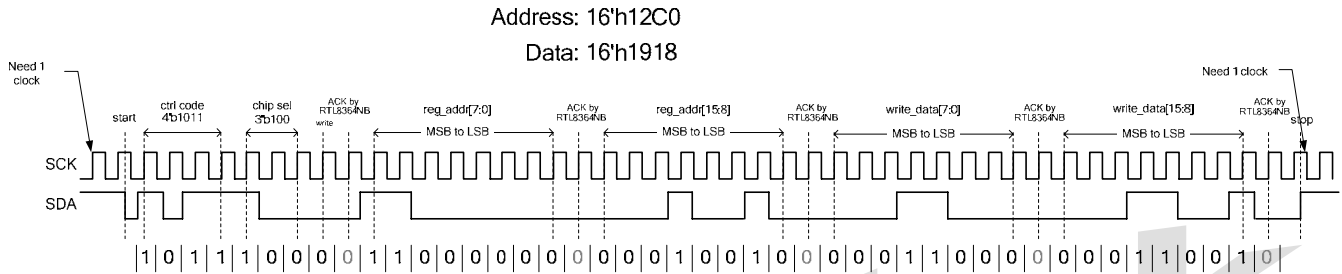 Address: 16'h12C0
Data: 16'h1918
Need 1
clock
Need 1 clock
start
ctrl code
4'b1011
chip sel
3'b100
write
ACK by
RTL8364NB
reg_addr[7:0]
MSB to LSB
ACK by
RTL8364NB
reg_addr[15:8]
MSB to LSB
ACK by
RTL8364NB
write_data[7:0]
MSB to LSB
ACK by
RTL8364NB
write_data[15:8]
MSB to LSB
ACK by
RTL8364NB
stop
SCK
SDA
1 0 1 1 1 0 0 0 0 1 1 0 0 0 0 0 0 0 0 0 0 1 0 0 1 0 0 0 0 0 1 1 0 0 0 0 0 0 0 1 1 0 0 1 0